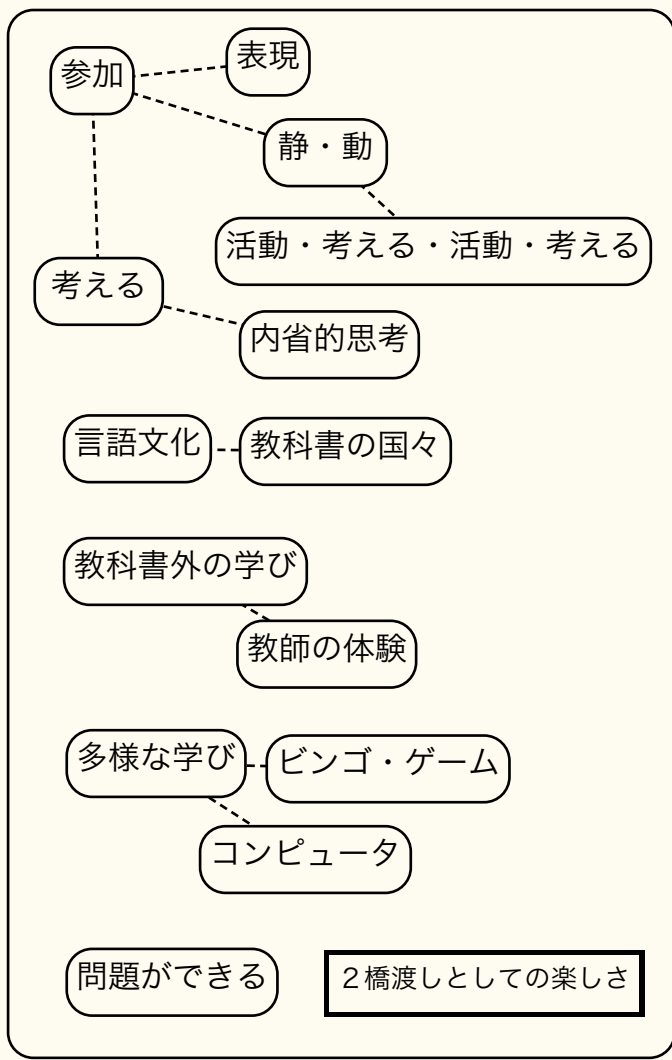 参加
表現
静・動
活動・考える・活動・考える
考える
内省的思考
言語文化
教科書の国々
教科書外の学び
教師の体験
多様な学び
ビンゴ・ゲーム
コンピュータ
問題ができる
２橋渡しとしての楽しさ